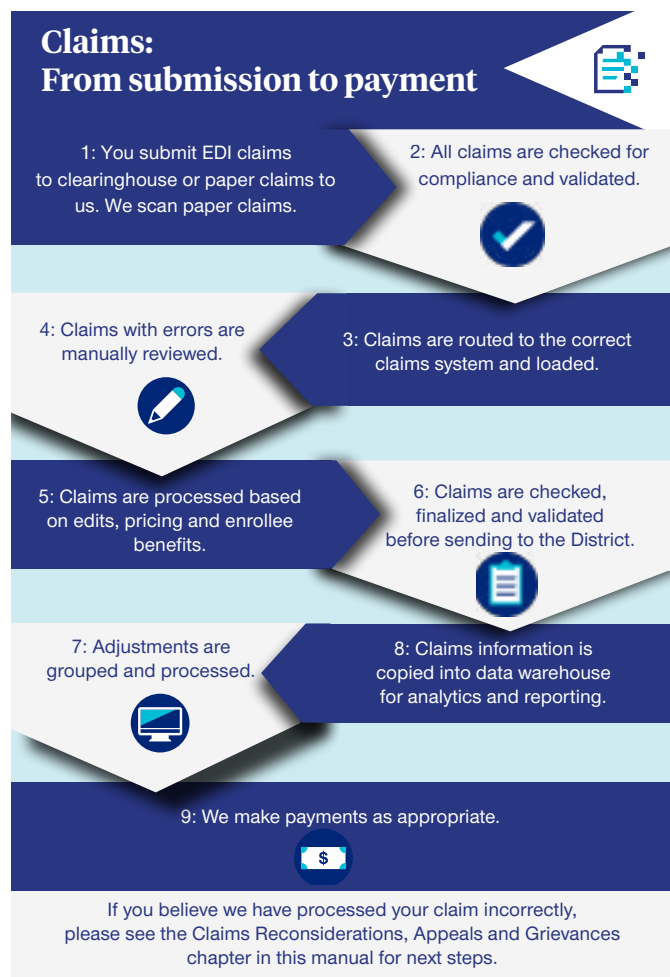 Claims:
From submission to payment
1: You submit EDI claims
to clearinghouse or paper claims to
us. We scan paper claims.
2: All claims are checked for
compliance and validated.
3: Claims are routed to the correct
claims system and loaded.
4: Claims with errors are
manually reviewed.
5: Claims are processed based
on edits, pricing and enrollee
benefits.
6: Claims are checked,
finalized and validated
before sending to the District.
7: Adjustments are
grouped and processed.
8: Claims information is
copied into data warehouse
for analytics and reporting.
9: We make payments as appropriate.
$
If you believe we have processed your claim incorrectly,
please see the Claims Reconsiderations, Appeals and Grievances
chapter in this manual for next steps.